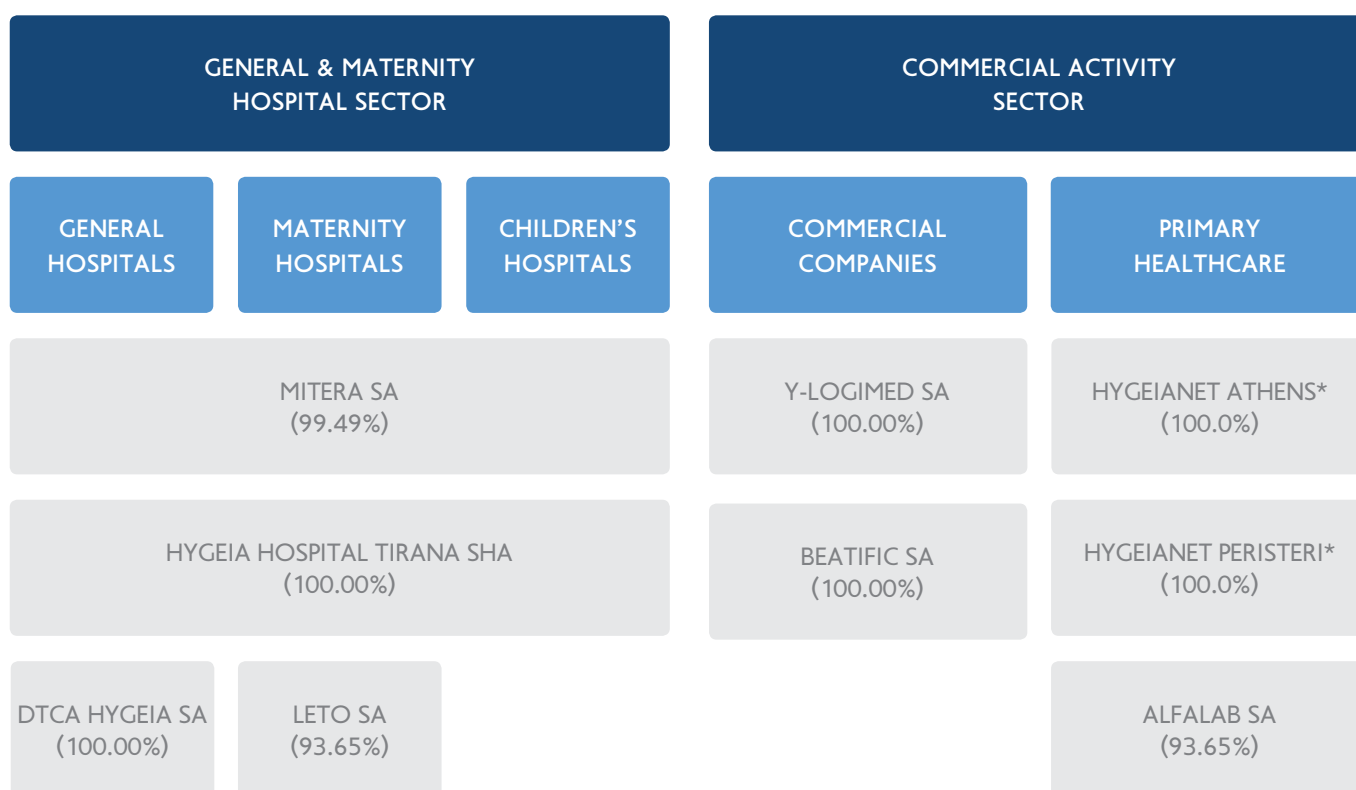 GENERAL & MATERNITY
HOSPITAL SECTOR
COMMERCIAL ACTIVITY
SECTOR
GENERAL
HOSPITALS
MATERNITY
HOSPITALS
CHILDREN'S
HOSPITALS
COMMERCIAL
COMPANIES
PRIMARY
HEALTHCARE
MITERA SA
(99.49%)
Y-LOGIMED SA
(100.00%)
HYGEIANET ATHENS*
(100.0%)
HYGEIA HOSPITAL TIRANA SHA
(100.00%)
BEATIFIC SA
(100.00%)
HYGEIANET PERISTERI*
(100.0%)
DTCA HYGEIA SA
(100.00%)
LETO SA
(93.65%)
ALFALAB SA
(93.65%)